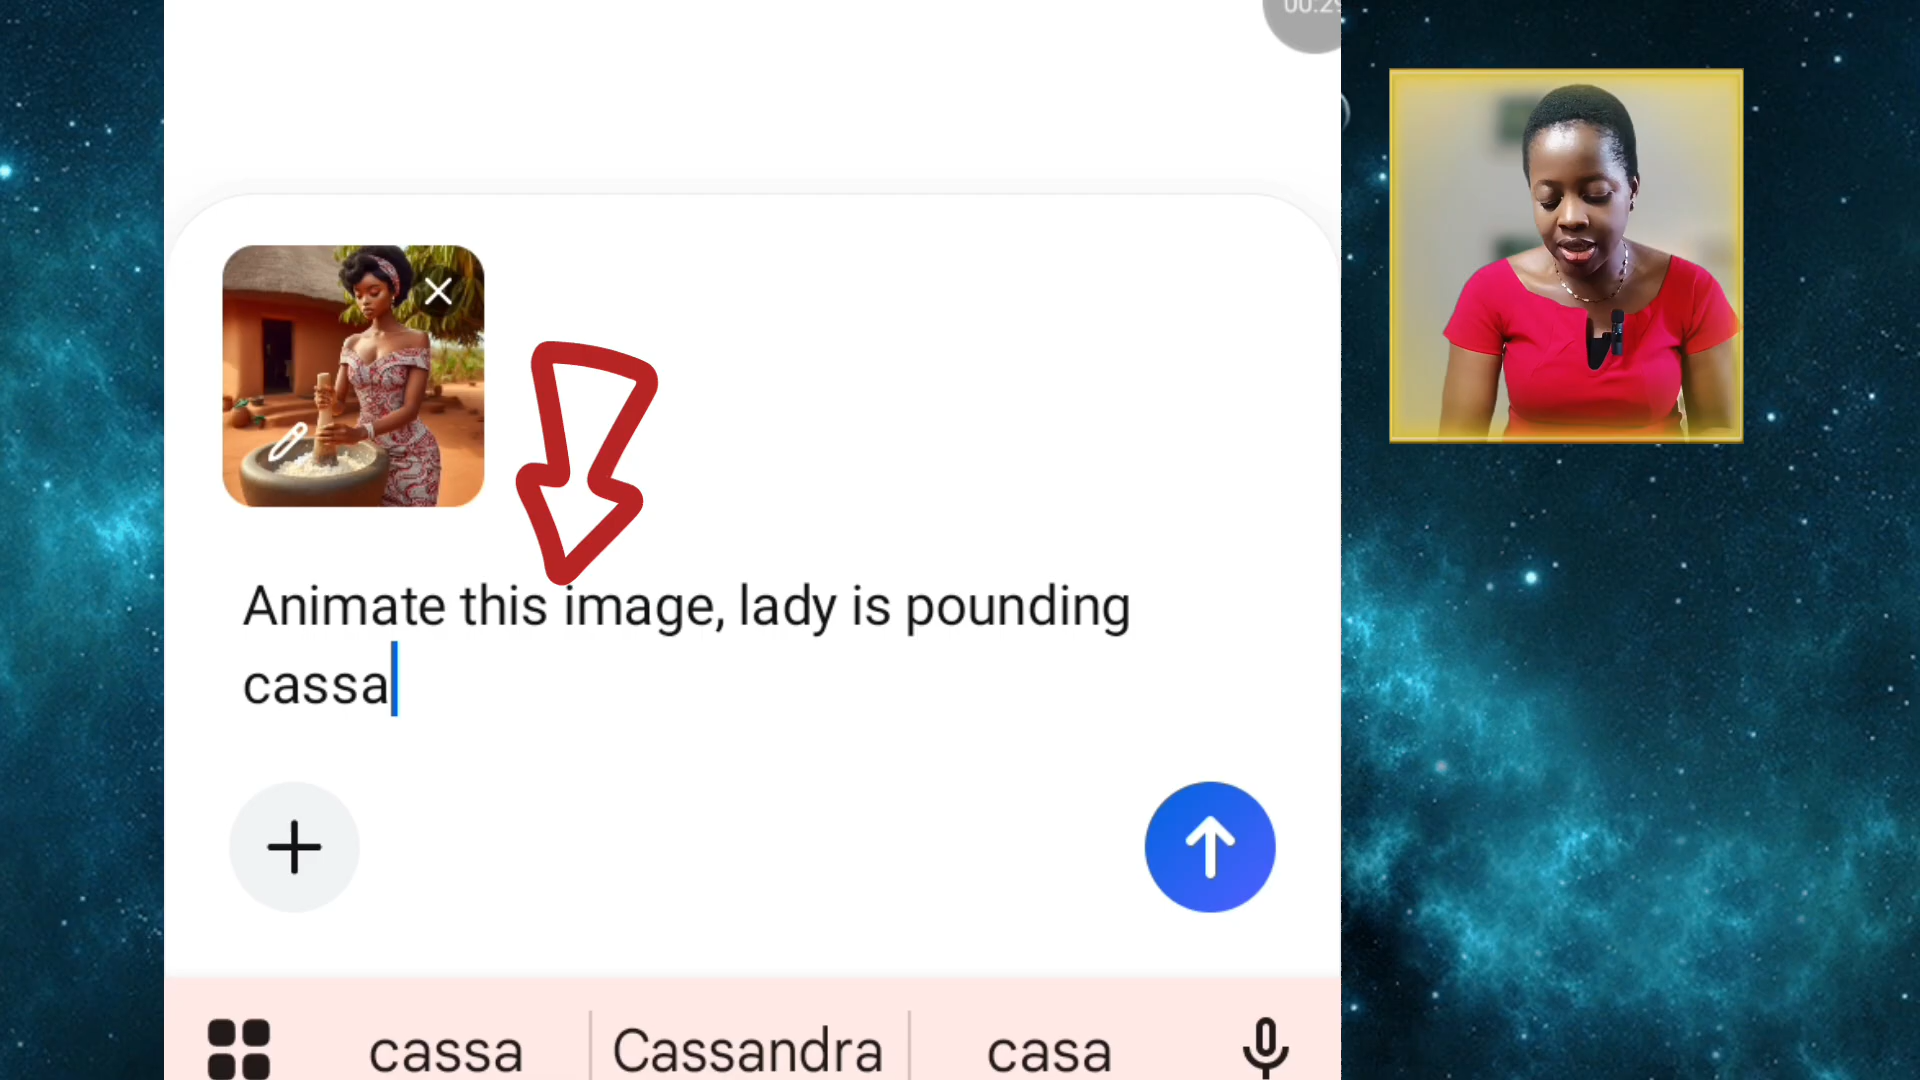 Animate this image, lady is pounding
cassa
cassa Cassandra casa